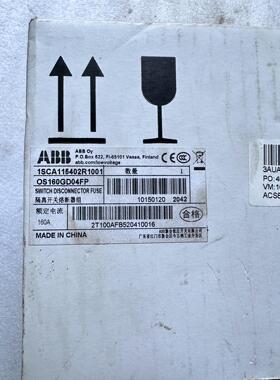 ABB
ABB Oy
P.O.Box 622, FI-65101 Vaasa, Finland
www.abb.com/lowvoltage
1SCA115402R1001
数量 1
OS160GD04FP
SWITCH DISCONNECTOR FUSE
隔离开关熔断器组
10150120 2042
额定电流
160A
合格
2T100AFB520410016
MADE IN CHINA
3AUA
PO:4
VM:1
ACS8